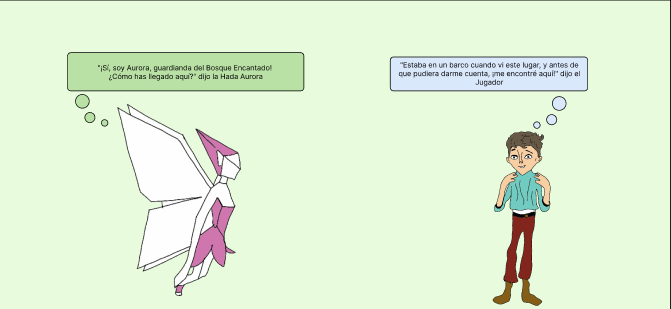 "¡Sí, soy Aurora, guardianda del Bosque Encantado!
¿Cómo has llegado aquí?" dijo la Hada Aurora
"Estaba en un barco cuando vi este lugar, y antes de
que pudiera darme cuenta, ¡me encontré aquí!" dijo el
Jugador